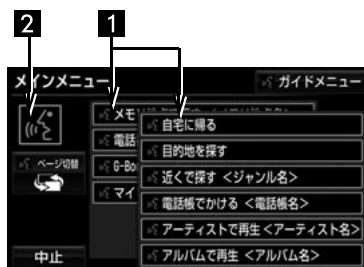 2 1
メインメニュー
ガイドメニュー
メモ
自宅に帰る
電話
目的地を探す
ページ切替
G-Bo
近くで探す <ジャンル名>
マイ
電話帳でかける <電話帳名>
アーティストで再生 <アーティスト名>
中止
アルバムで再生 <アルバム名>